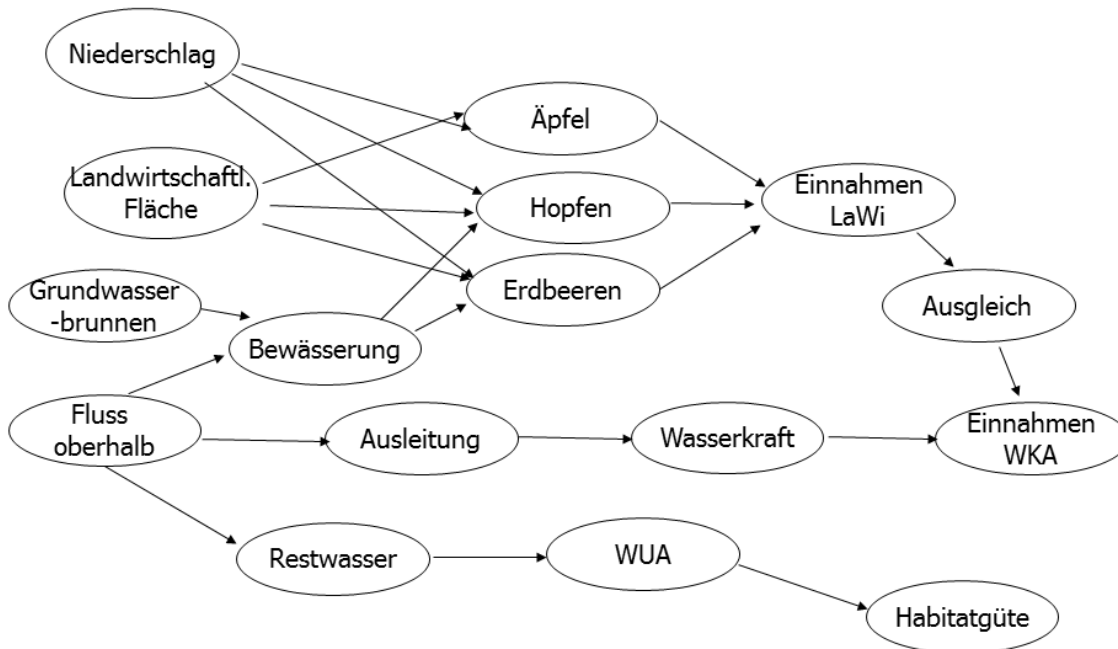 Niederschlag
Äpfel
Landwirtschaftl.
Fläche
Hopfen
Einnahmen
LaWi
Grundwasser
-brunnen
Erdbeeren
Ausgleich
Bewässerung
Fluss
oberhalb
Ausleitung
Wasserkraft
Einnahmen
WKA
Restwasser
WUA
Habitatgüte